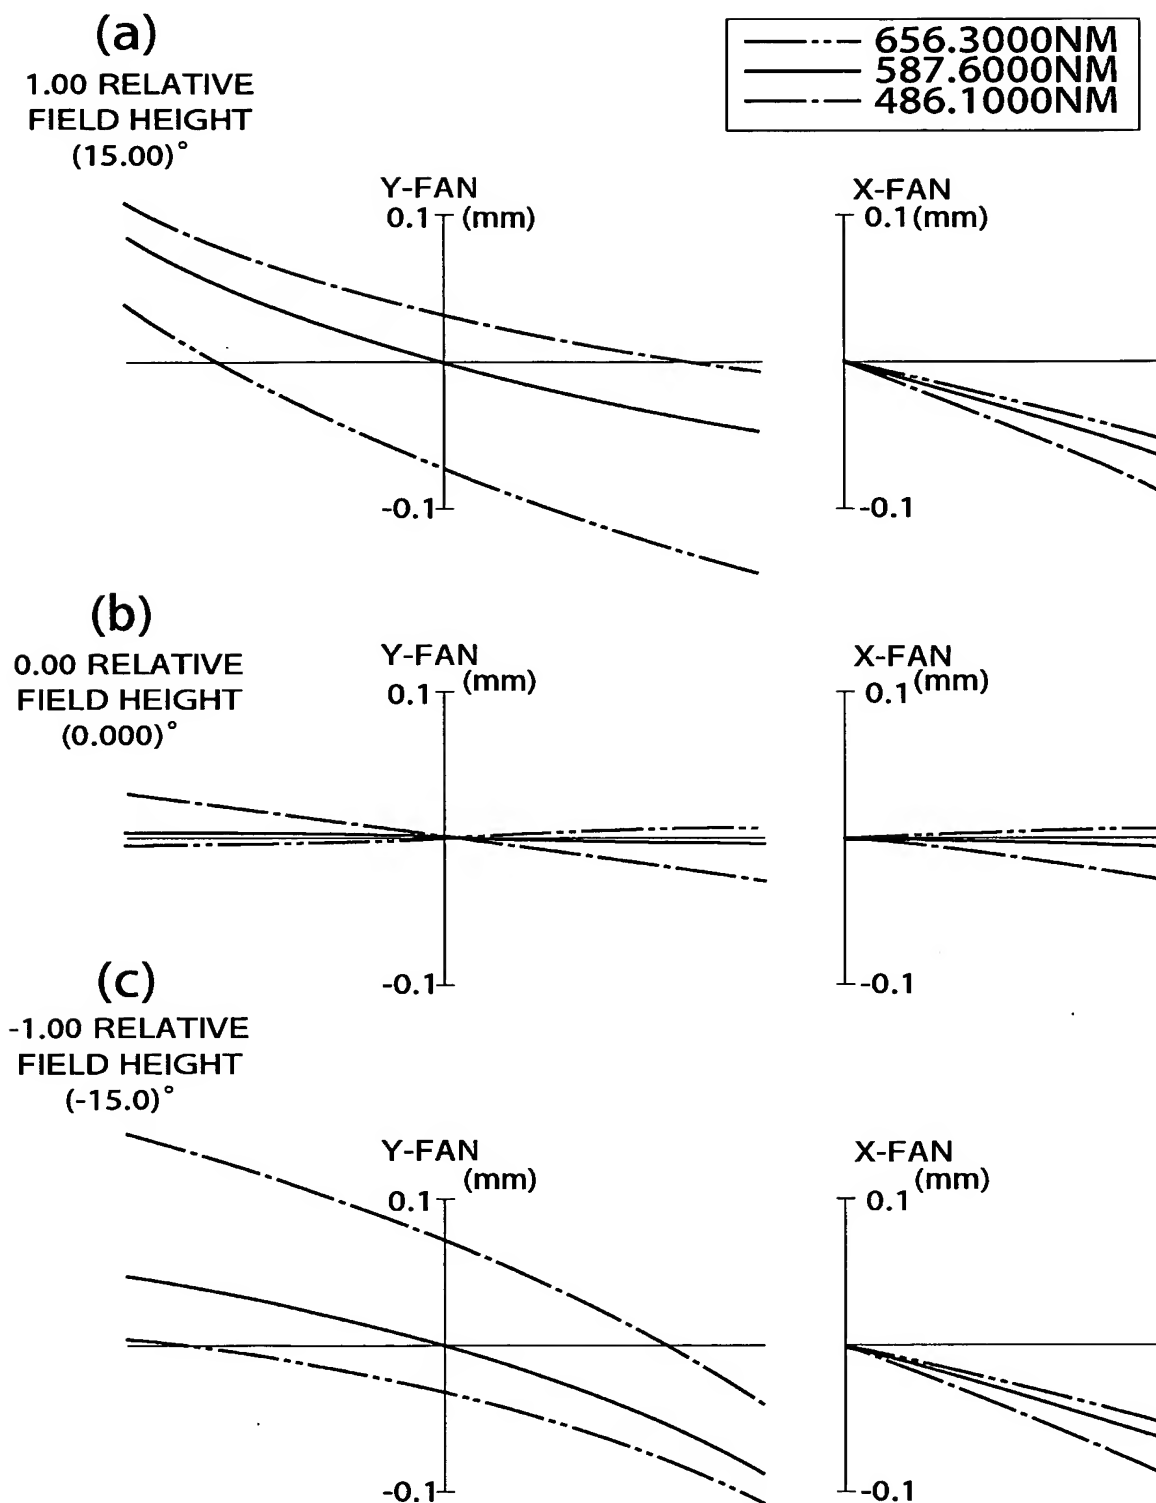 (a)
1.00 RELATIVE
FIELD HEIGHT
(15.00)°
656.3000NM
587.6000NM
486.1000NM
Y-FAN
0.1 (mm)
-0.1
X-FAN
0.1 (mm)
-0.1
(b)
0.00 RELATIVE
FIELD HEIGHT
(0.000)°
Y-FAN
0.1 (mm)
-0.1
X-FAN
0.1 (mm)
-0.1
(c)
-1.00 RELATIVE
FIELD HEIGHT
(-15.0)°
Y-FAN
(mm)
0.1
-0.1
X-FAN
(mm)
0.1
-0.1